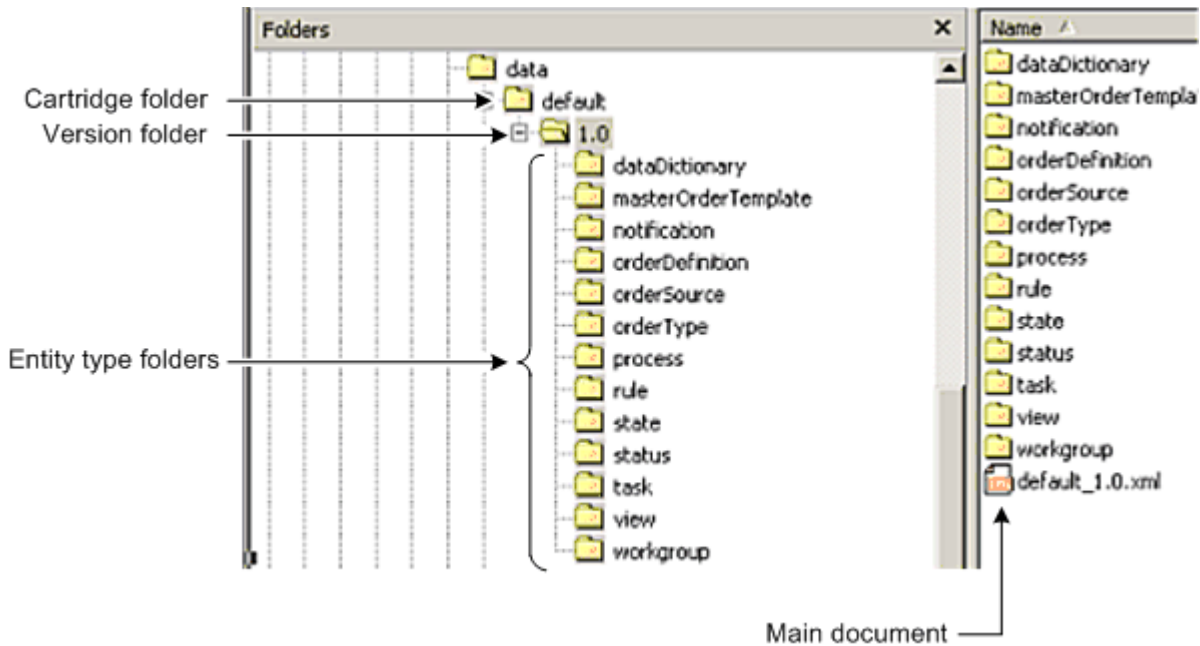 Folders
data
Cartridge folder
default
Version folder
1.0
dataDictionary
masterOrderTemplate
notification
orderDefinition
orderSource
orderType
Entity type folders
process
rule
state
status
task
view
workgroup
Name
dataDictionary
masterOrderTempla
notification
orderDefinition
orderSource
orderType
process
rule
state
status
task
view
workgroup
default_1.0.xml
Main document